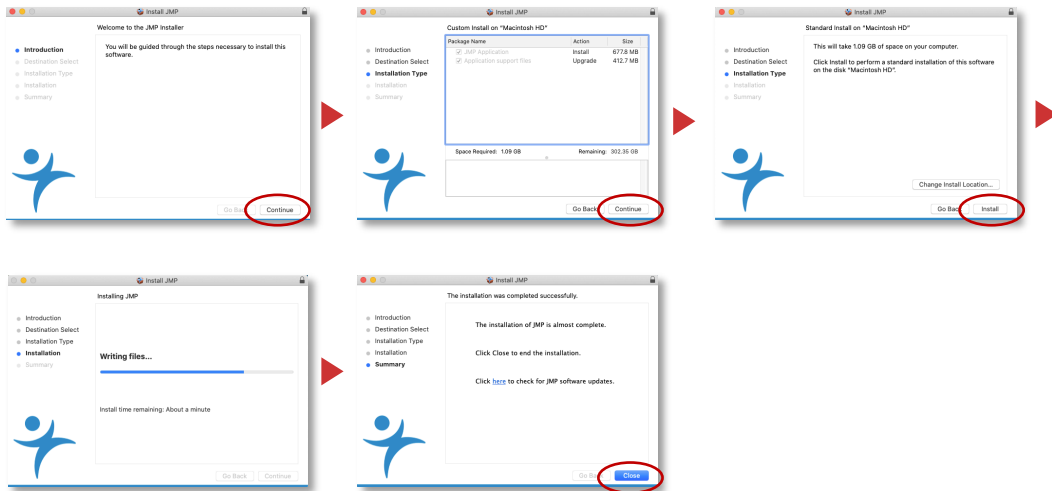 Install JMP
Welcome to the JMP Installer
Introduction
Destination Select
Installation Type
Installation
Summary
You will be guided through the steps necessary to install this
software.
Go Back
Continue
Install JMP
Custom Install on "Macintosh HD"
Introduction
Destination Select
Installation Type
Installation
Summary
Package Name Action Size
JMP Application Install 677.8 MB
Application support files Upgrade 412.7 MB
Space Required: 1.09 GB Remaining: 302.35 GB
Go Back Continue
Install JMP
Standard Install on "Macintosh HD"
Introduction
Destination Select
Installation Type
Installation
Summary
This will take 1.09 GB of space on your computer.
Click Install to perform a standard installation of this software
on the disk "Macintosh HD".
Change Install Location...
Go Back Install
Install JMP
Installing JMP
Introduction
Destination Select
Installation Type
Installation
Summary
Writing files...
Install time remaining: About a minute
Go Back Continue
Install JMP
The installation was completed successfully.
Introduction
Destination Select
Installation Type
Installation
Summary
The installation of JMP is almost complete.
Click Close to end the installation.
Click here to check for JMP software updates.
Go Back Close